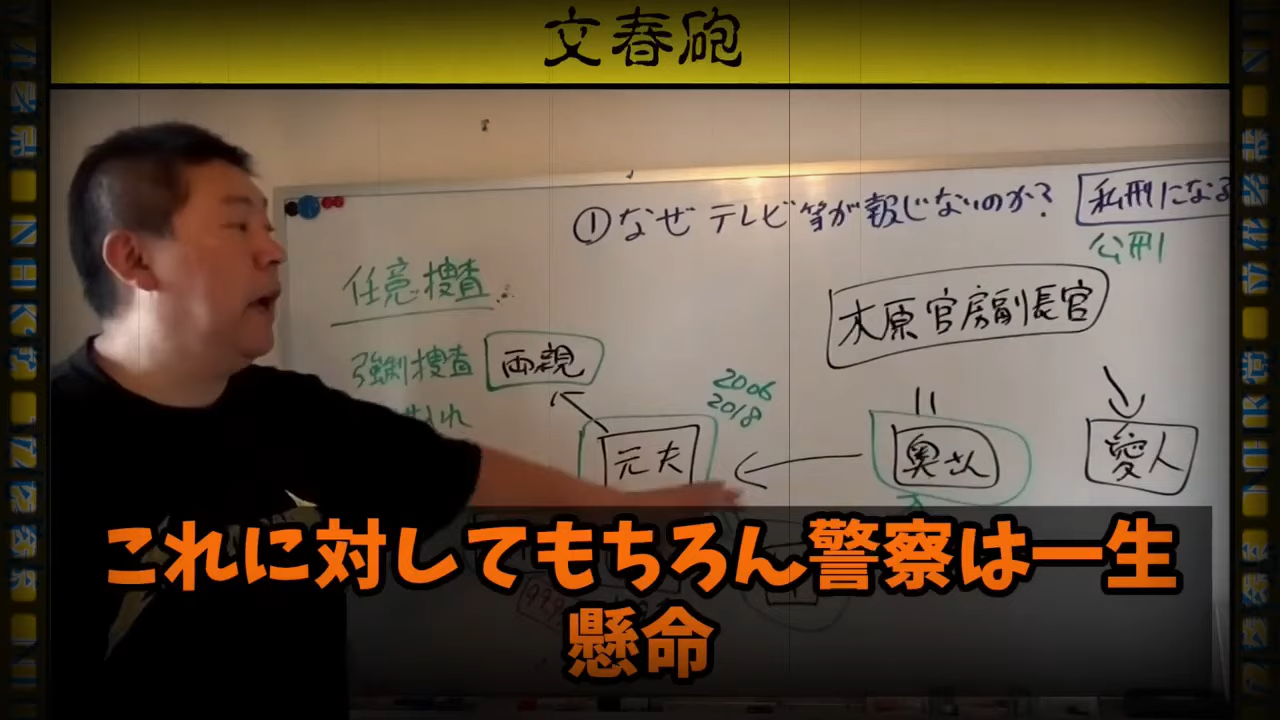 文春砲
①なぜテレビ等が報じないのか?
私刑になる
公刑
任意捜査
木原官房副長官
強制捜査
両親
2006
2018
元夫
奥さん
愛人
これに対してもちろん警察は一生
懸命